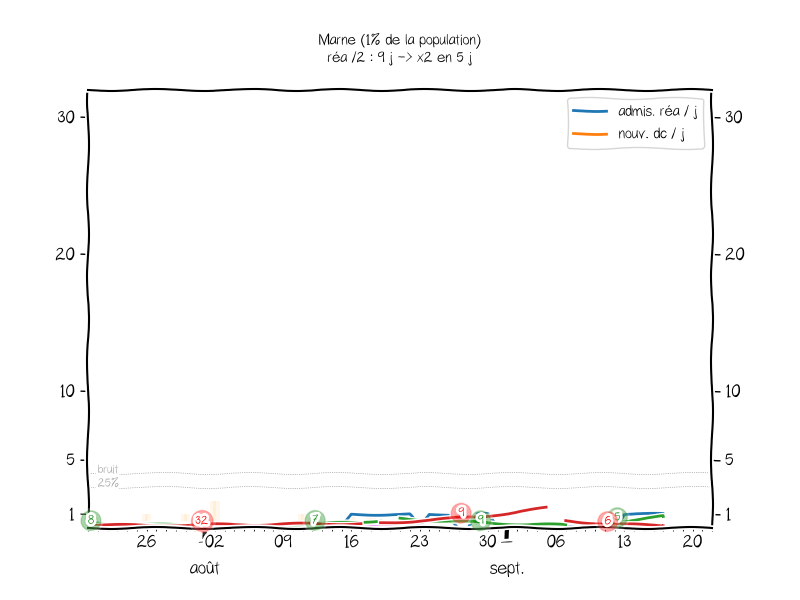 Marne (1% de la population)
réa /2 : 9 j -> x2 en 5 j
admis. réa / j
nouv. dc / j
30 30
20 20
10 10
5 5
bruit
25%
1 1
8 32 7 9 9 6 5
26 02 09 16 23 30 06 13 20
août sept.